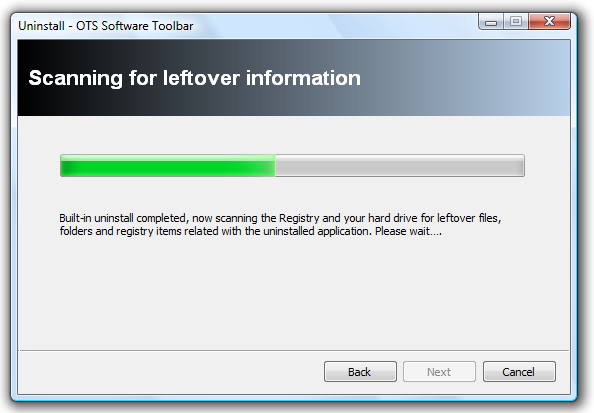 Uninstall - OTS Software Toolbar
Scanning for leftover information
Built-in uninstall completed, now scanning the Registry and your hard drive for leftover files,
folders and registry items related with the uninstalled application. Please wait....
Back Next Cancel